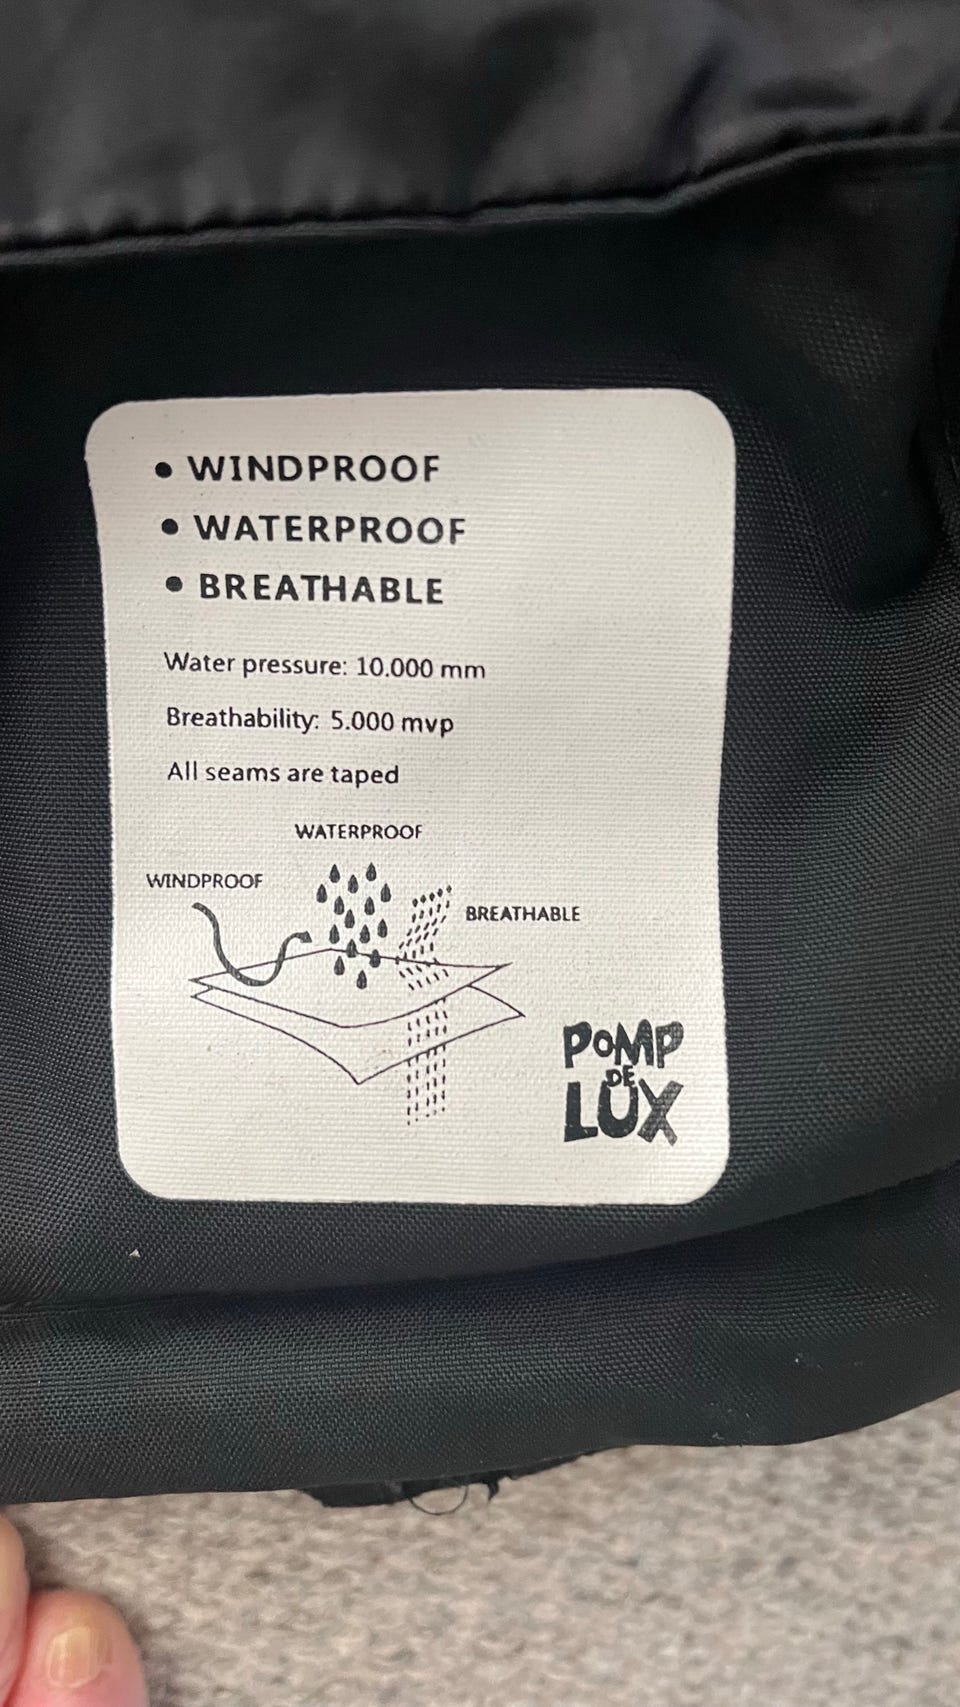 • WINDPROOF
• WATERPROOF
• BREATHABLE
Water pressure: 10.000 mm
Breathability: 5.000 mvp
All seams are taped
WATERPROOF
WINDPROOF
BREATHABLE
POMP
DE
LUX